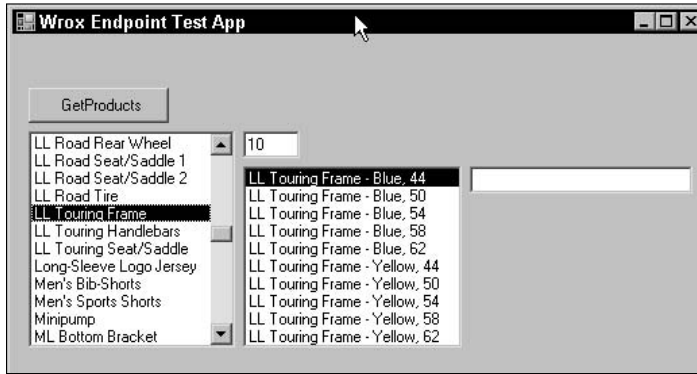 Wrox Endpoint Test App
GetProducts
LL Road Rear Wheel
LL Road Seat/Saddle 1
LL Road Seat/Saddle 2
LL Road Tire
LL Touring Frame
LL Touring Handlebars
LL Touring Seat/Saddle
Long-Sleeve Logo Jersey
Men's Bib-Shorts
Men's Sports Shorts
Minipump
ML Bottom Bracket
10
LL Touring Frame - Blue, 44
LL Touring Frame - Blue, 50
LL Touring Frame - Blue, 54
LL Touring Frame - Blue, 58
LL Touring Frame - Blue, 62
LL Touring Frame - Yellow, 44
LL Touring Frame - Yellow, 50
LL Touring Frame - Yellow, 54
LL Touring Frame - Yellow, 58
LL Touring Frame - Yellow, 62